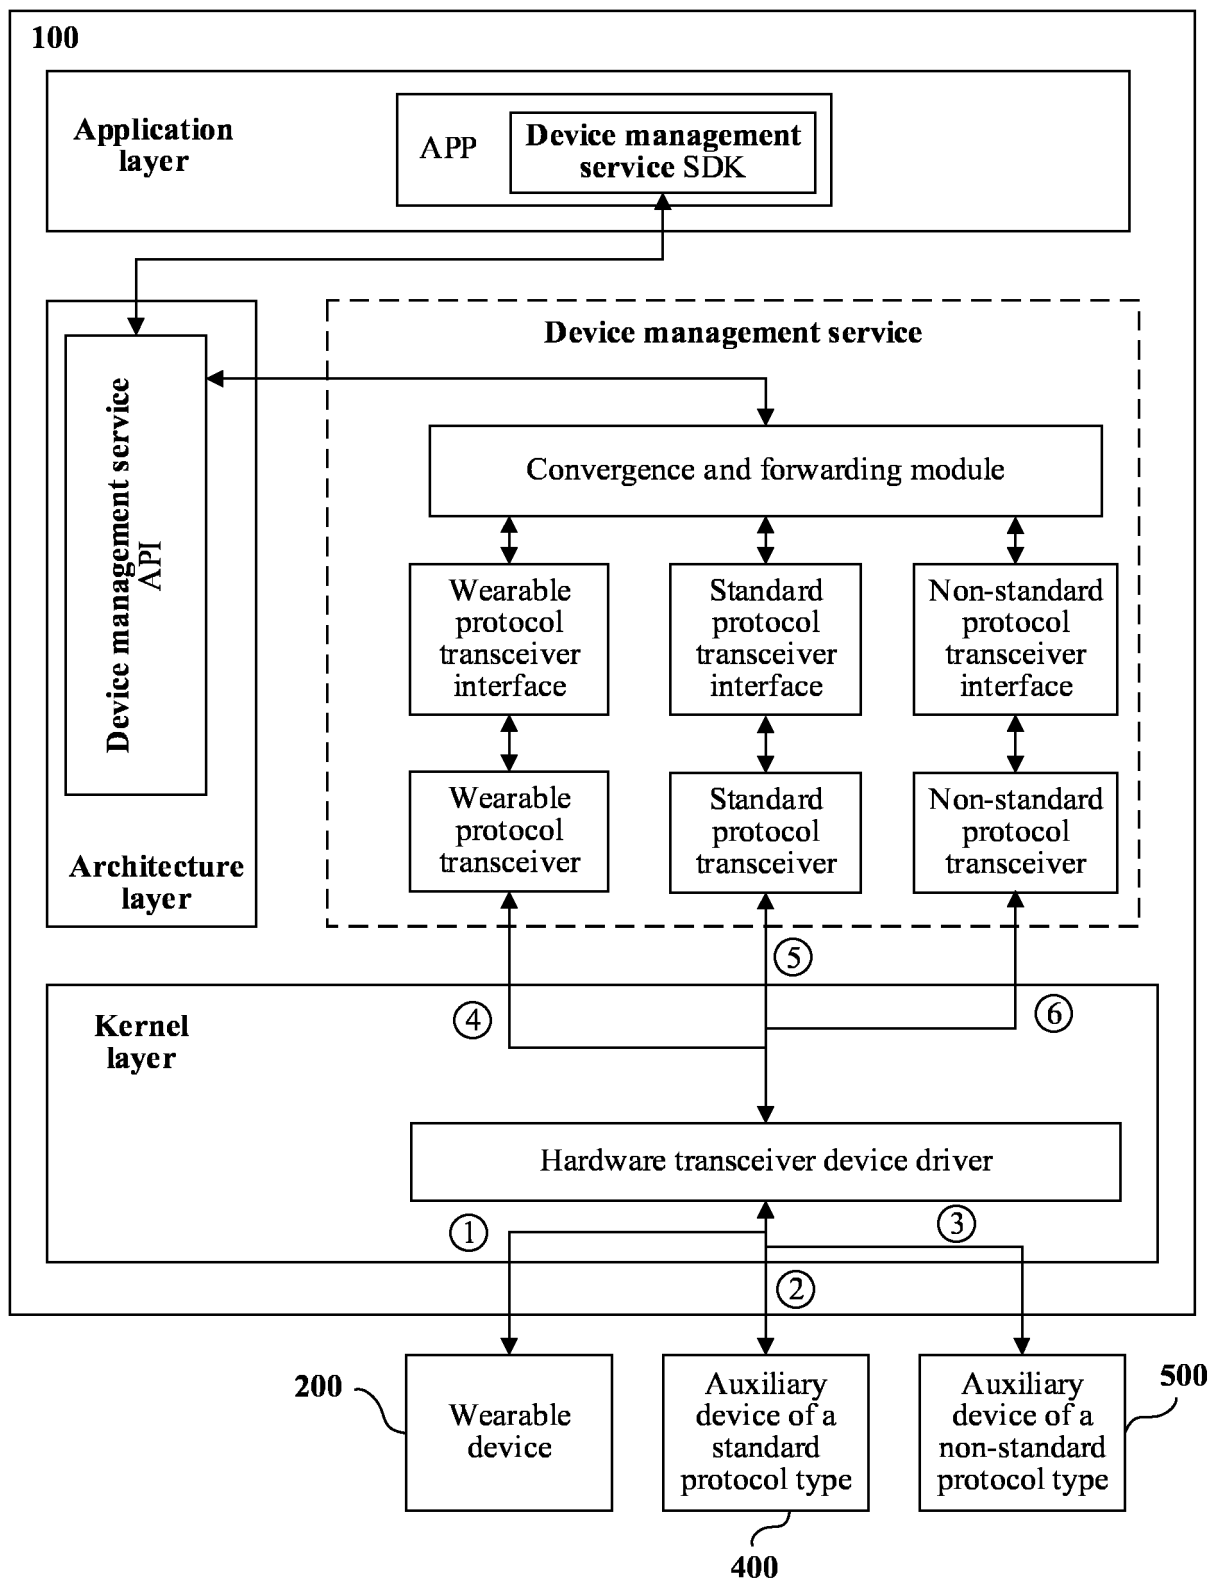 100
Application
layer
APP
Device management
service SDK
Device management service
Device management service
API
Architecture
layer
Convergence and forwarding module
Wearable
protocol
transceiver
interface
Standard
protocol
transceiver
interface
Non-standard
protocol
transceiver
interface
Wearable
protocol
transceiver
Standard
protocol
transceiver
Non-standard
protocol
transceiver
⑤
④
⑥
Kernel
layer
Hardware transceiver device driver
①
③
②
200
Wearable
device
Auxiliary
device of a
standard
protocol type
400
Auxiliary
device of a
non-standard
protocol type
500